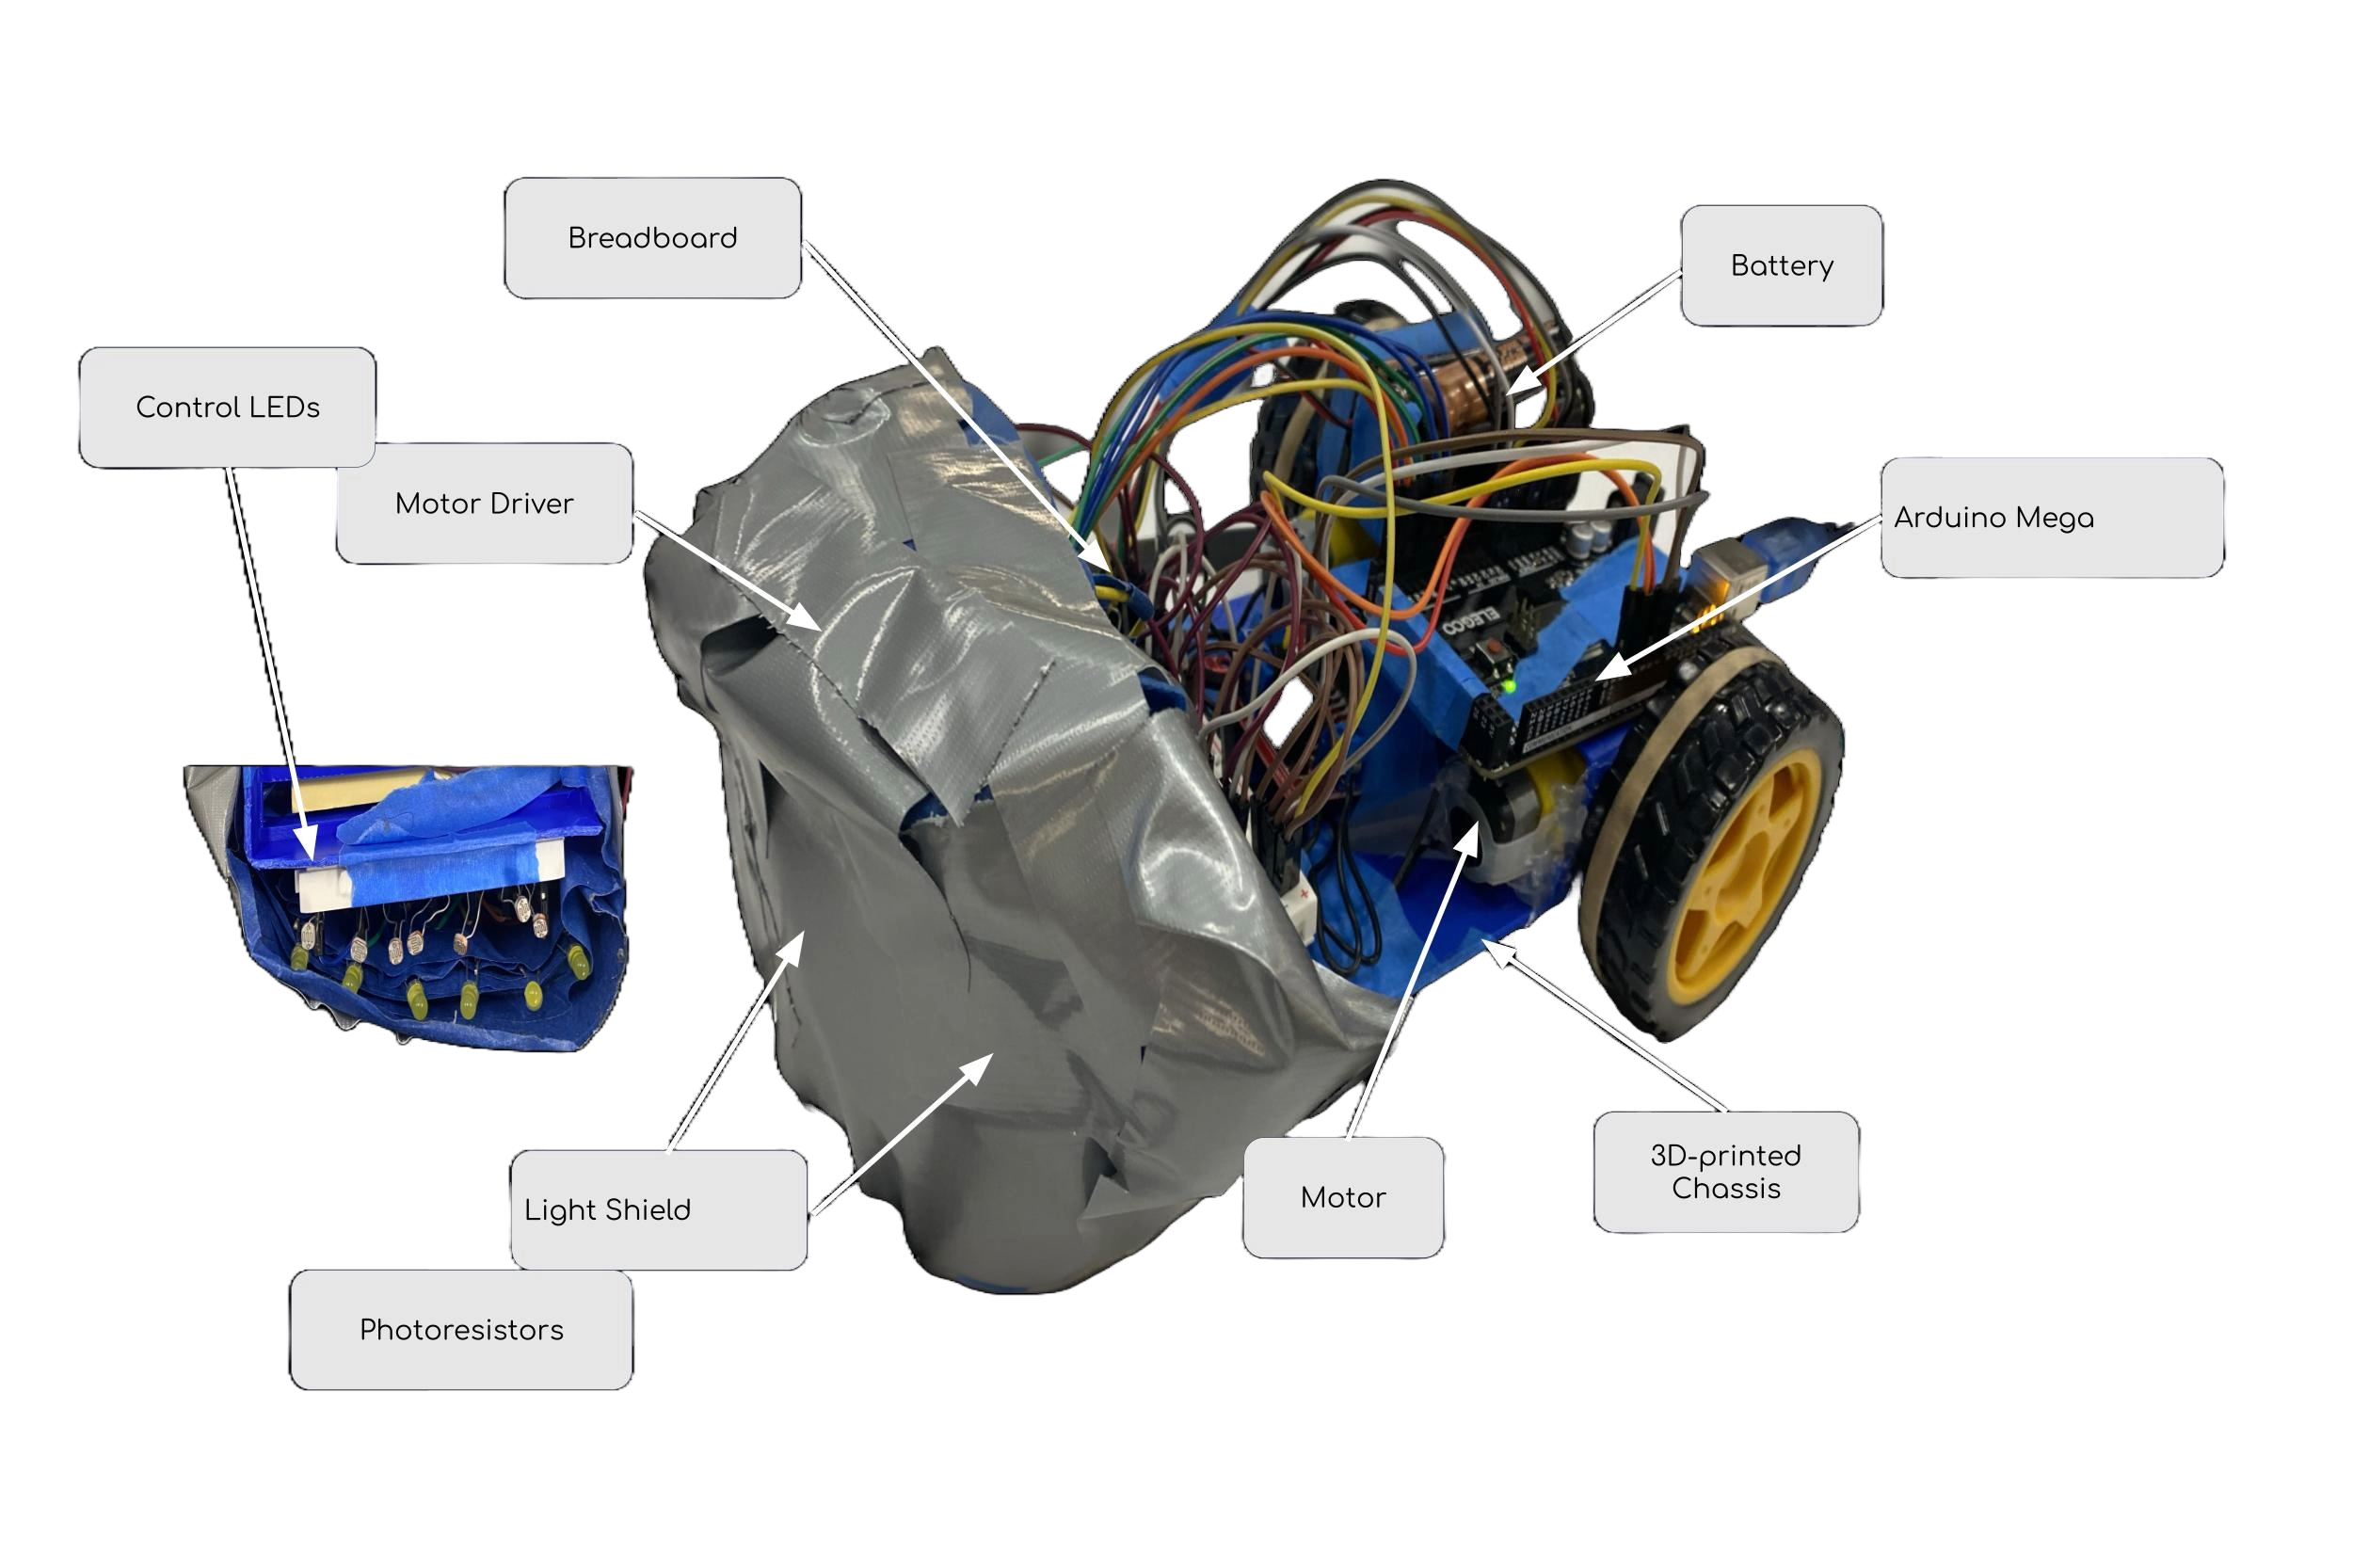 Breadboard
Battery
Control LEDs
Motor Driver
Arduino Mega
ELEGOO
+
3D-printed
Chassis
Motor
Light Shield
Photoresistors